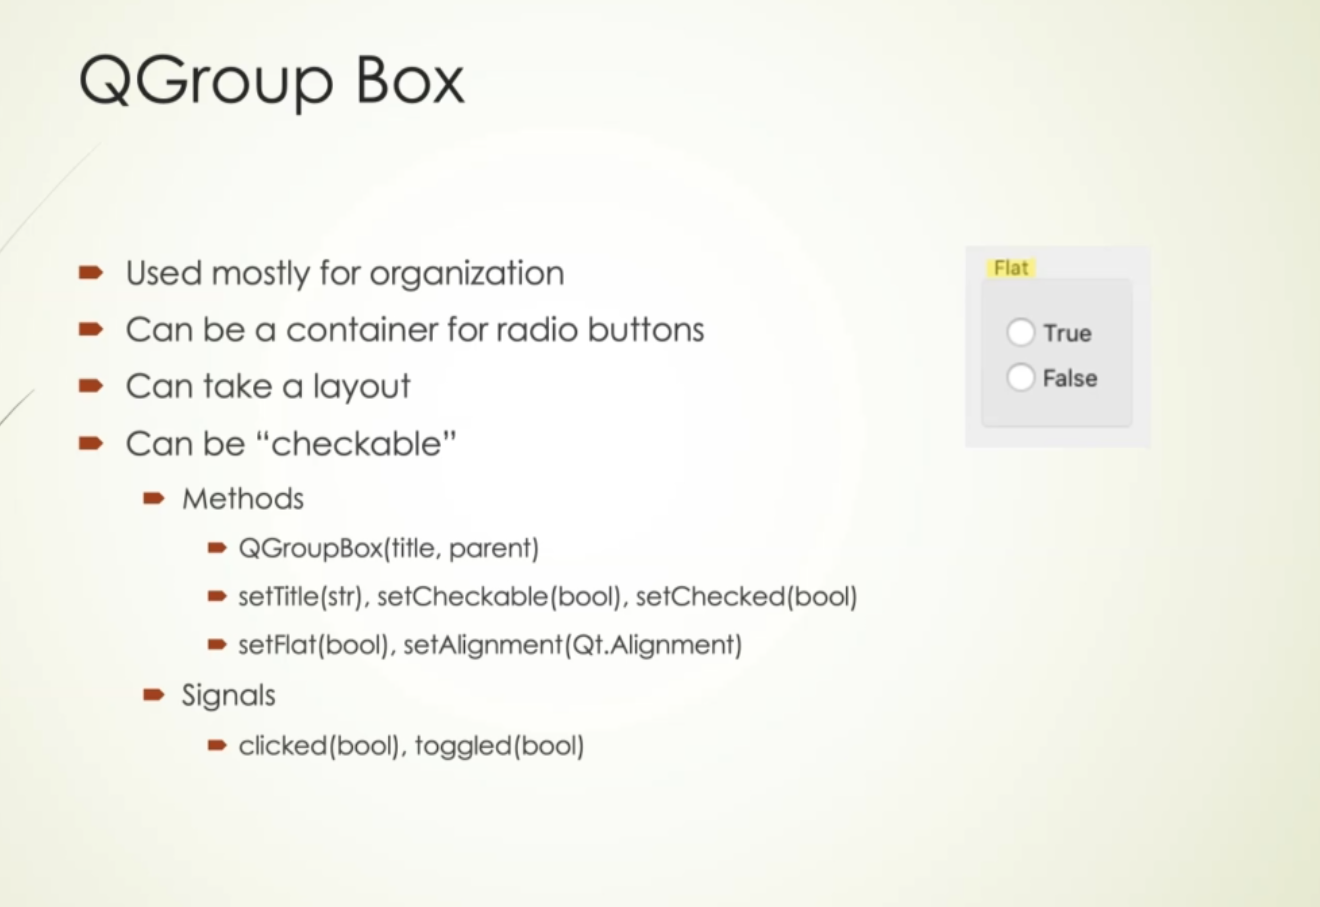 QGroup Box
Used mostly for organization
Can be a container for radio buttons
Can take a layout
Can be “checkable”
Methods
QGroupBox(title, parent)
setTitle(str), setCheckable(bool), setChecked(bool)
setFlat(bool), setAlignment(Qt.Alignment)
Signals
clicked(bool), toggled(bool)
Flat
True
False